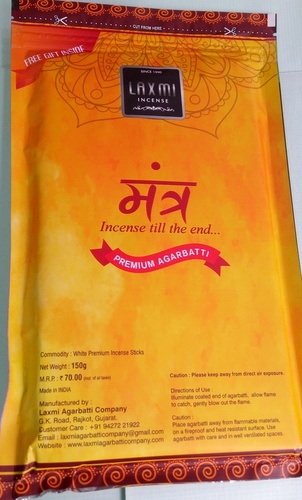 CUT FROM HERE
FREE GIFT INSIDE
SINCE 1990
LAXMI
INCENSE
मंत्र
Incense till the end...
PREMIUM AGARBATTI
Commodity : White Premium Incense Sticks
Net Weight : 150g
M.R.P. : ₹ 70.00 (Incl. of all taxes)
Made in INDIA
Manufactured by :
Laxmi Agarbatti Company
G.K. Road, Rajkot, Gujarat.
Customer Care : +91 94272 21922
Email : laxmiagarbatticompany@gmail.com
Website : www.laxmiagarbatticompany.com
Caution : Please keep away from direct air exposure.
Directions of Use :
Illuminate coated end of agarbatti, allow flame
to catch, gently blow out the flame.
Caution :
Place agarbatti away from flammable materials,
on a fireproof and heat resistant surface. Use
agarbatti with care and in well ventilated spaces.